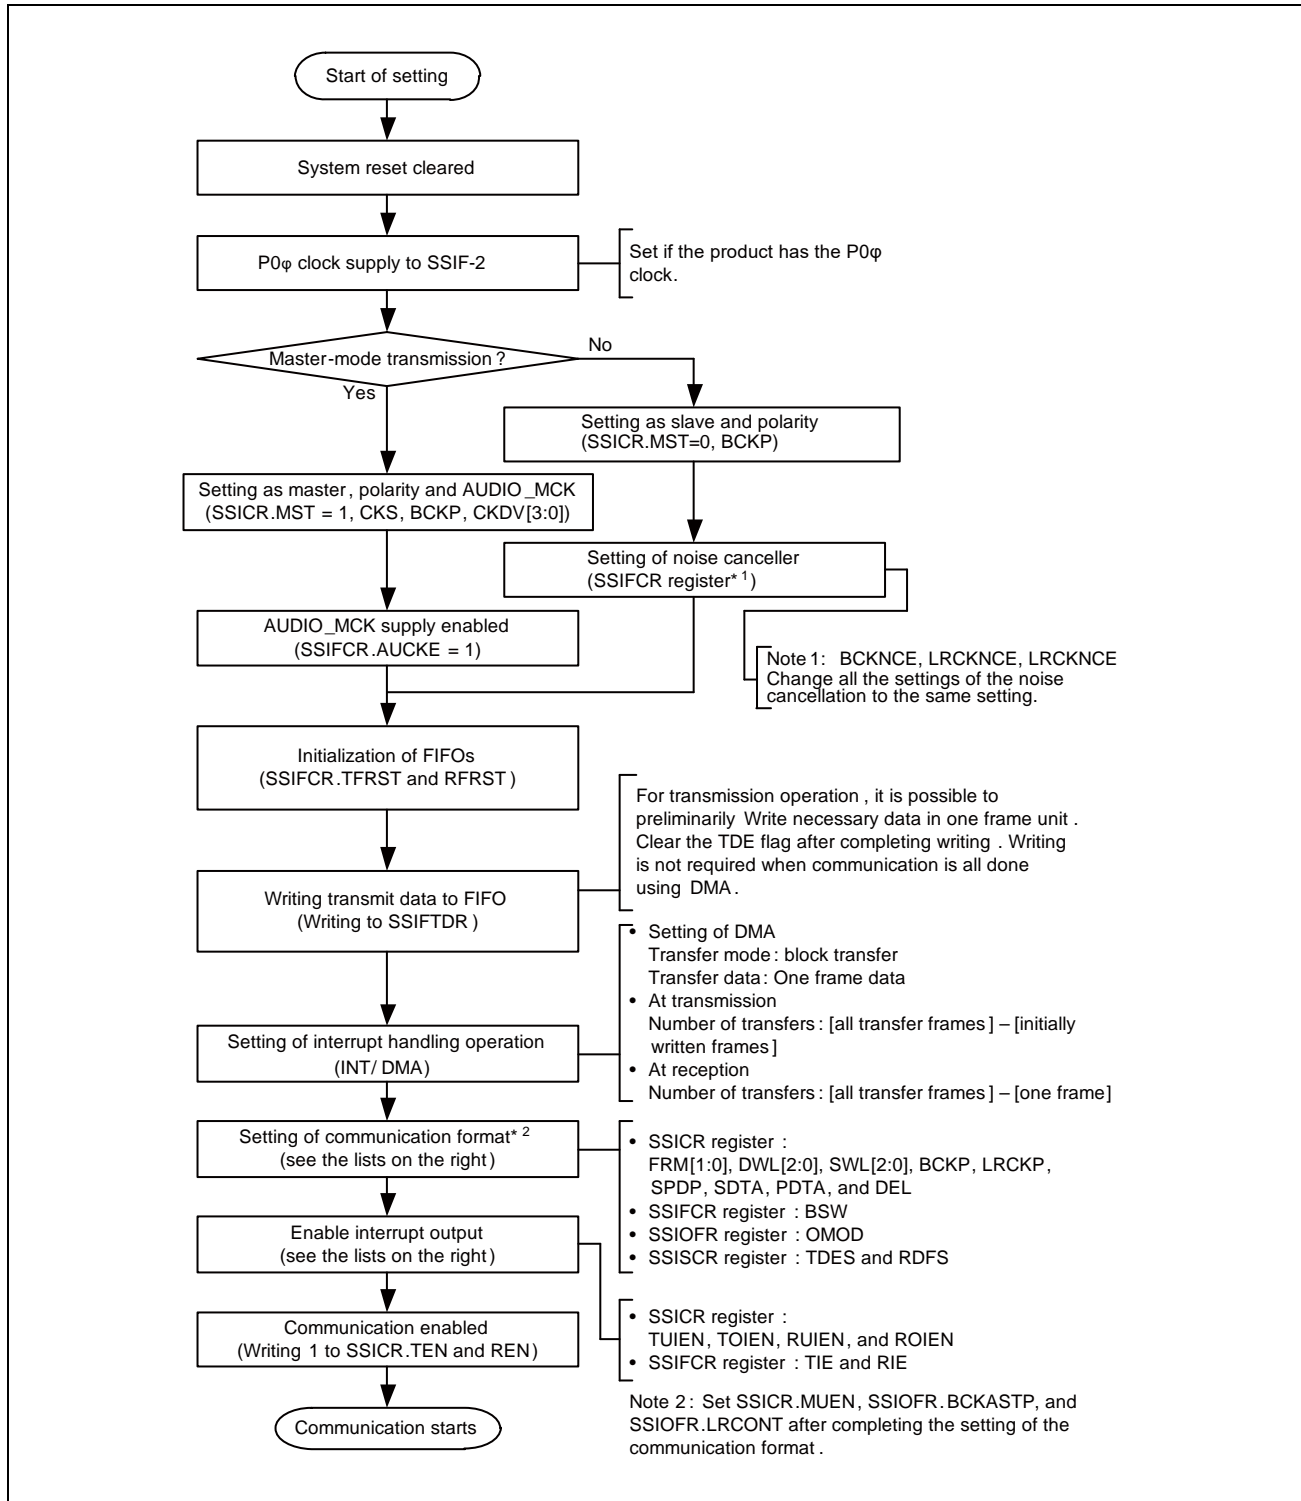 Start of setting
System reset cleared
P0φ clock supply to SSIF-2
Set if the product has the P0φ
clock.
Master-mode transmission ?
No
Yes
Setting as slave and polarity
(SSICR.MST=0, BCKP)
Setting as master, polarity and AUDIO_MCK
(SSICR.MST = 1, CKS, BCKP, CKDV[3:0])
Setting of noise canceller
(SSIFCR register*1)
AUDIO_MCK supply enabled
(SSIFCR.AUCKE = 1)
Note 1: BCKNCE, LRCKNCE, LRCKNCE
Change all the settings of the noise
cancellation to the same setting.
Initialization of FIFOs
(SSIFCR.TFRST and RFRST)
For transmission operation, it is possible to
preliminarily Write necessary data in one frame unit.
Clear the TDE flag after completing writing. Writing
is not required when communication is all done
using DMA.
Writing transmit data to FIFO
(Writing to SSIFTDR)
• Setting of DMA
Transfer mode: block transfer
Transfer data: One frame data
• At transmission
Number of transfers: [all transfer frames] – [initially
written frames]
• At reception
Number of transfers: [all transfer frames] – [one frame]
Setting of interrupt handling operation
(INT/ DMA)
Setting of communication format*2
(see the lists on the right)
• SSICR register :
FRM[1:0], DWL[2:0], SWL[2:0], BCKP, LRCKP,
SPDP, SDTA, PDTA, and DEL
• SSIFCR register : BSW
• SSIOFR register : OMOD
• SSISCR register : TDES and RDFS
Enable interrupt output
(see the lists on the right)
• SSICR register :
TUIEN, TOIEN, RUIEN, and ROIEN
• SSIFCR register : TIE and RIE
Communication enabled
(Writing 1 to SSICR.TEN and REN)
Note 2: Set SSICR.MUEN, SSIOFR.BCKASTP, and
SSIOFR.LRCONT after completing the setting of the
communication format.
Communication starts